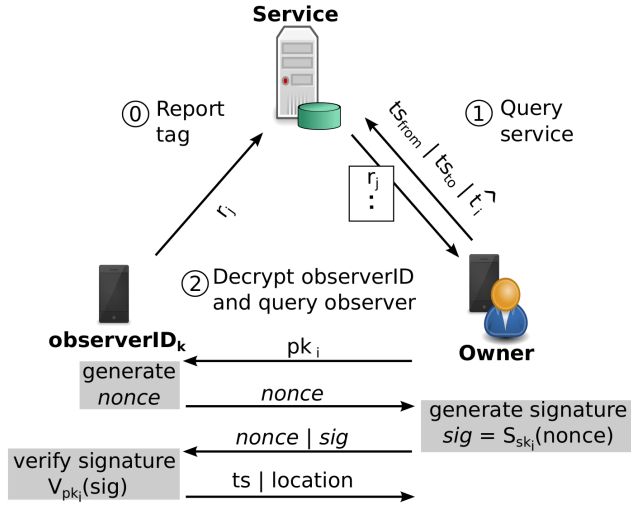 Service
⓪ Report
tag
① Query
service
ts_from | ts_to | t̂_i
r_j
r_j
⋮
② Decrypt observerID
and query observer
observerID_k
Owner
pk_i
generate
nonce
nonce
generate signature
sig = S_sk_i(nonce)
nonce | sig
verify signature
V_pk_i(sig)
ts | location